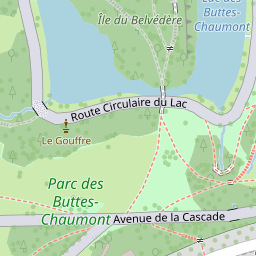 Île du Belvédère
Lac des
Buttes-
Chaumont
Route Circulaire du Lac
Le Gouffre
Parc des
Buttes-
Chaumont
Avenue de la Cascade